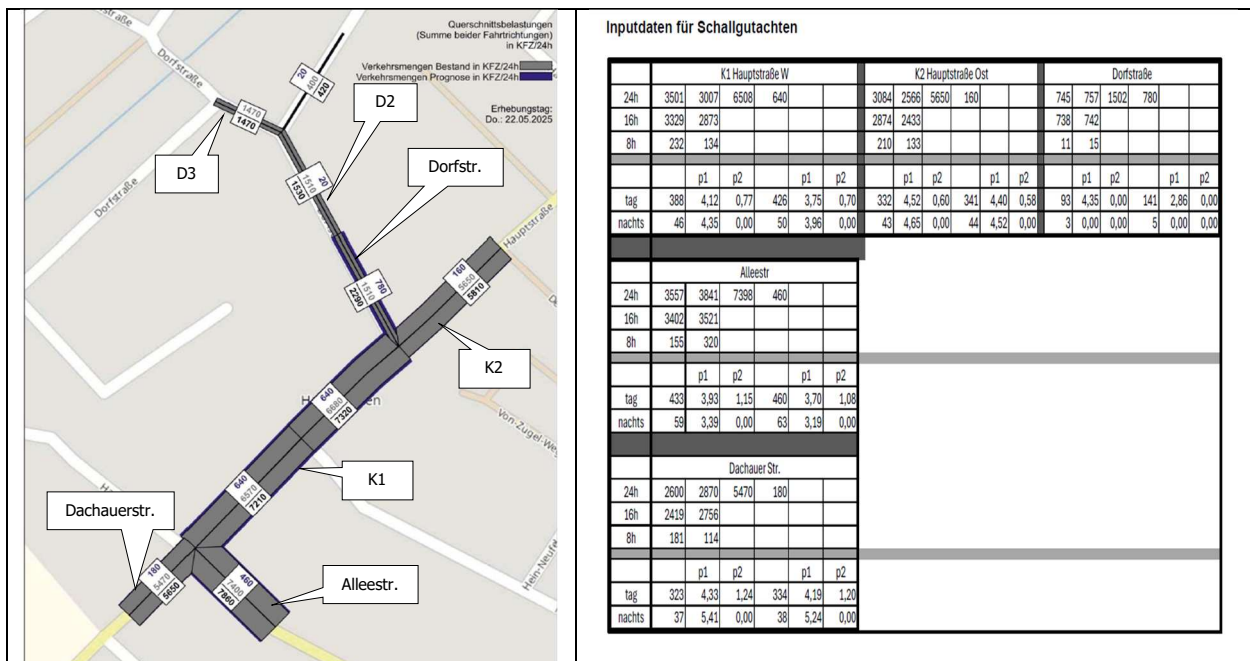 Querschnittsbelastungen
(Summe beider Fahrtrichtungen)
in KFZ/24h
Verkehrsmengen Bestand in KFZ/24h
Verkehrsmengen Prognose in KFZ/24h
Erhebungstag:
Do.: 22.05.2025
Dorfstraße
20
400
420
1470
1470
D2
D3
Dorfstr.
20
1510
1530
Dorfstraße
Hauptstraße
780
1510
2290
160
5650
5810
K2
640
6680
7320
Von-Zugel-Weg
640
6570
7210
K1
Dachauerstr.
180
5470
5650
460
7400
7860
Alleestr.
Inputdaten für Schallgutachten
K1 Hauptstraße W K2 Hauptstraße Ost Dorfstraße
24h 3501 3007 6508 640 3084 2566 5650 160 745 757 1502 780
16h 3329 2873 2874 2433 738 742
8h 232 134 210 133 11 15
p1 p2 p1 p2 p1 p2 p1 p2 p1 p2 p1 p2
tag 388 4,12 0,77 426 3,75 0,70 332 4,52 0,60 341 4,40 0,58 93 4,35 0,00 141 2,86 0,00
nachts 46 4,35 0,00 50 3,96 0,00 43 4,65 0,00 44 4,52 0,00 3 0,00 0,00 5 0,00 0,00
Alleestr
24h 3557 3841 7398 460
16h 3402 3521
8h 155 320
p1 p2 p1 p2
tag 433 3,93 1,15 460 3,70 1,08
nachts 59 3,39 0,00 63 3,19 0,00
Dachauer Str.
24h 2600 2870 5470 180
16h 2419 2756
8h 181 114
p1 p2 p1 p2
tag 323 4,33 1,24 334 4,19 1,20
nachts 37 5,41 0,00 38 5,24 0,00